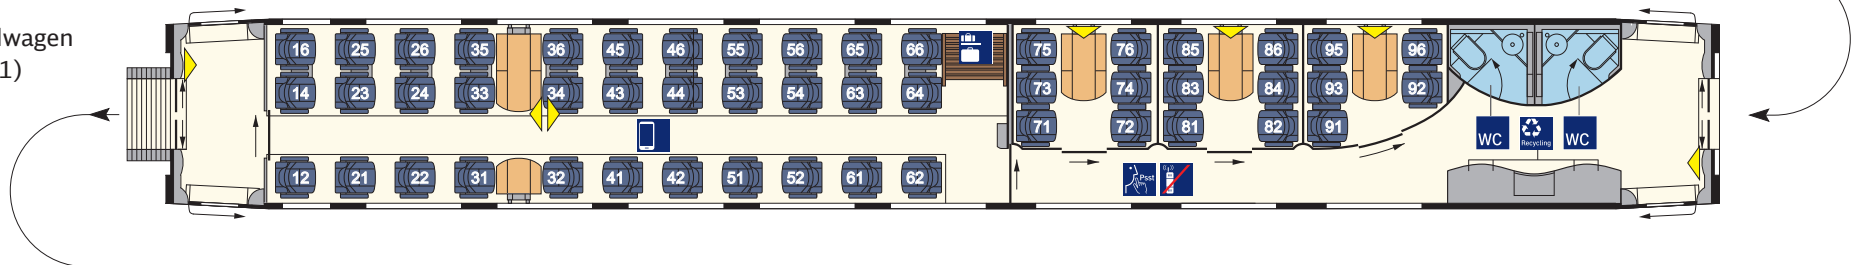 lwagen
1)
16 25 26 35 36 45 46 55 56 65 66
14 23 24 33 34 43 44 53 54 63 64
12 21 22 31 32 41 42 51 52 61 62
75 76 85 86 95 96
73 74 83 84 93 92
71 72 81 82 91
Psst
WC
Recycling
WC